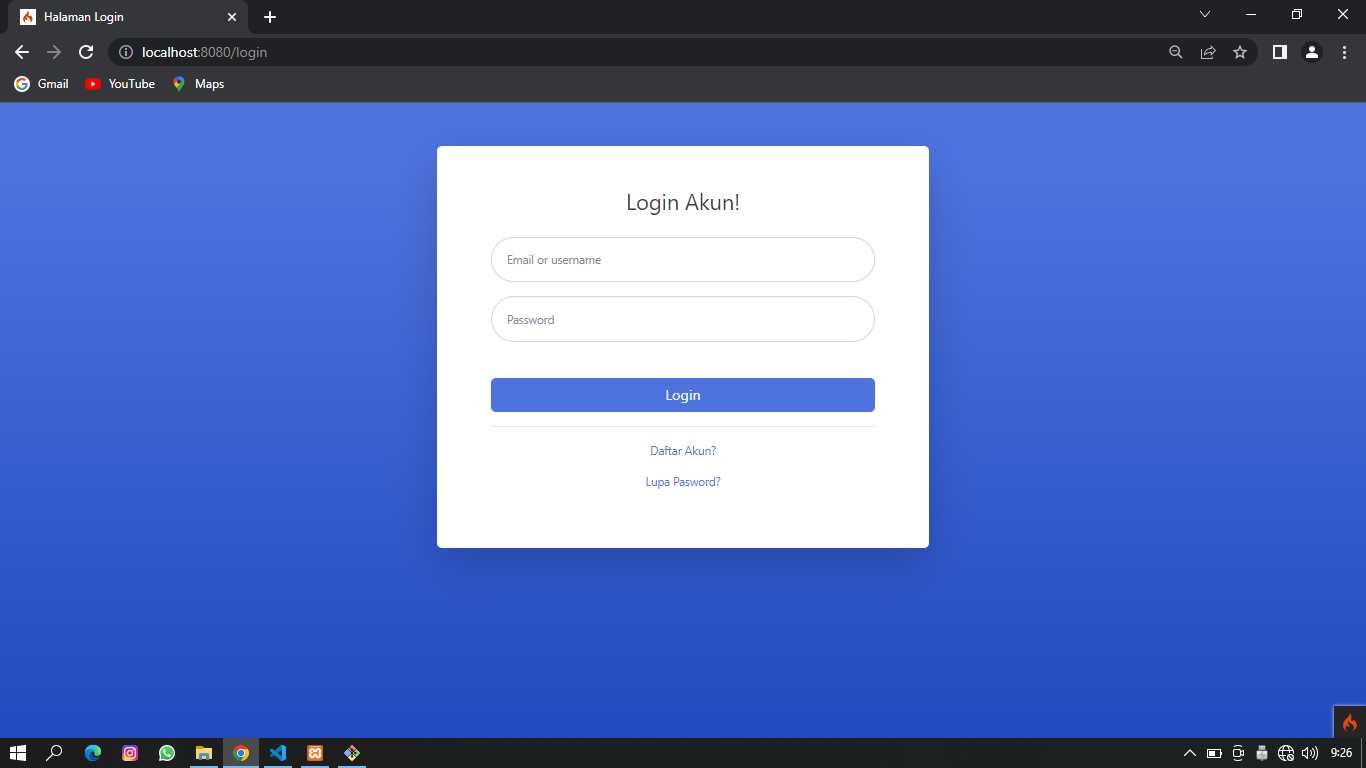 Halaman Login
localhost:8080/login
Gmail
YouTube
Maps
Login Akun!
Email or username
Password
Login
Daftar Akun?
Lupa Pasword?
9:26